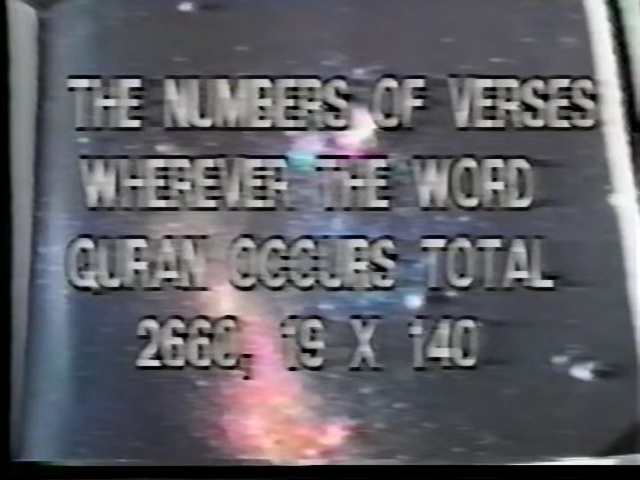 THE NUMBERS OF VERSES
WHEREVER THE WORD
QURAN OCCURS TOTAL
2660, 19 X 140